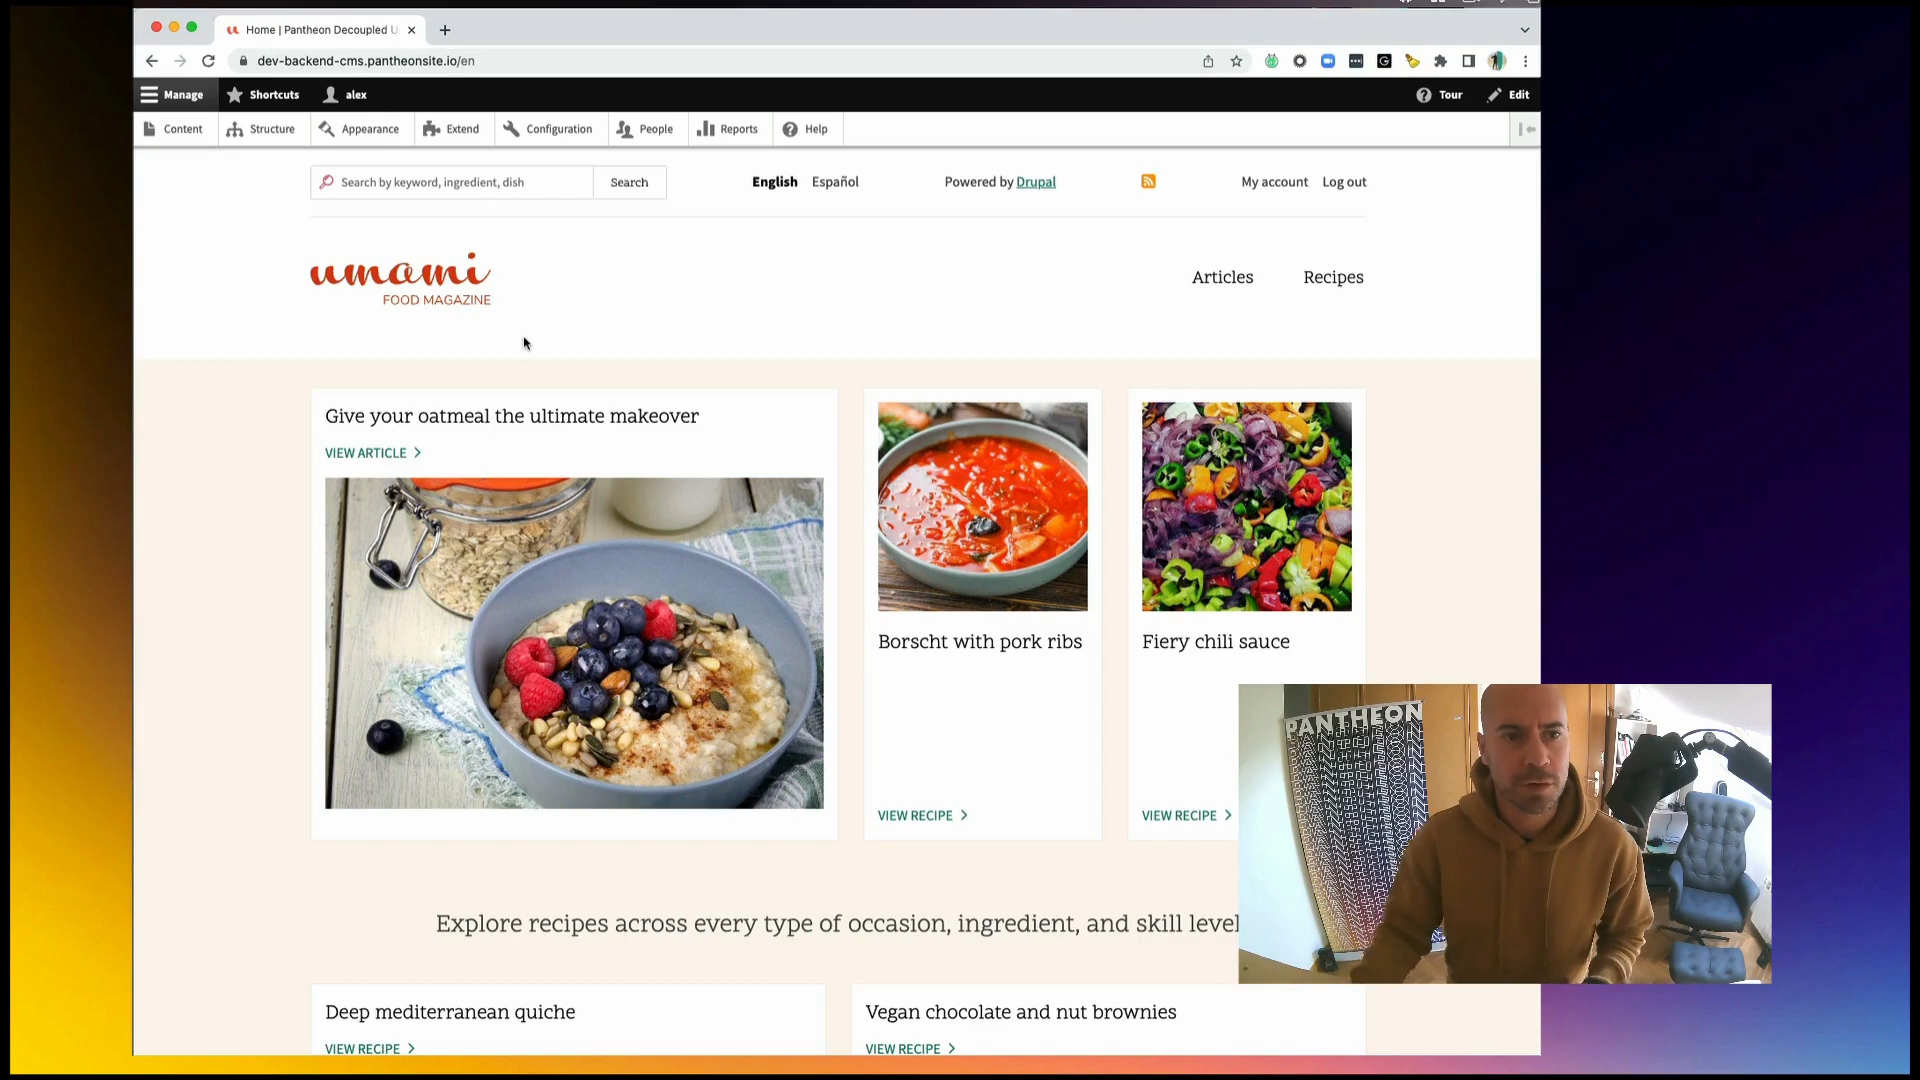 Home | Pantheon Decoupled U
dev-backend-cms.pantheonsite.io/en
Manage
Shortcuts
alex
Tour
Edit
Content
Structure
Appearance
Extend
Configuration
People
Reports
Help
Search by keyword, ingredient, dish
Search
English
Español
Powered by Drupal
My account
Log out
umami
FOOD MAGAZINE
Articles
Recipes
Give your oatmeal the ultimate makeover
VIEW ARTICLE
Borscht with pork ribs
VIEW RECIPE
Fiery chili sauce
VIEW RECIPE
PANTHEON
Explore recipes across every type of occasion, ingredient, and skill level
Deep mediterranean quiche
VIEW RECIPE
Vegan chocolate and nut brownies
VIEW RECIPE